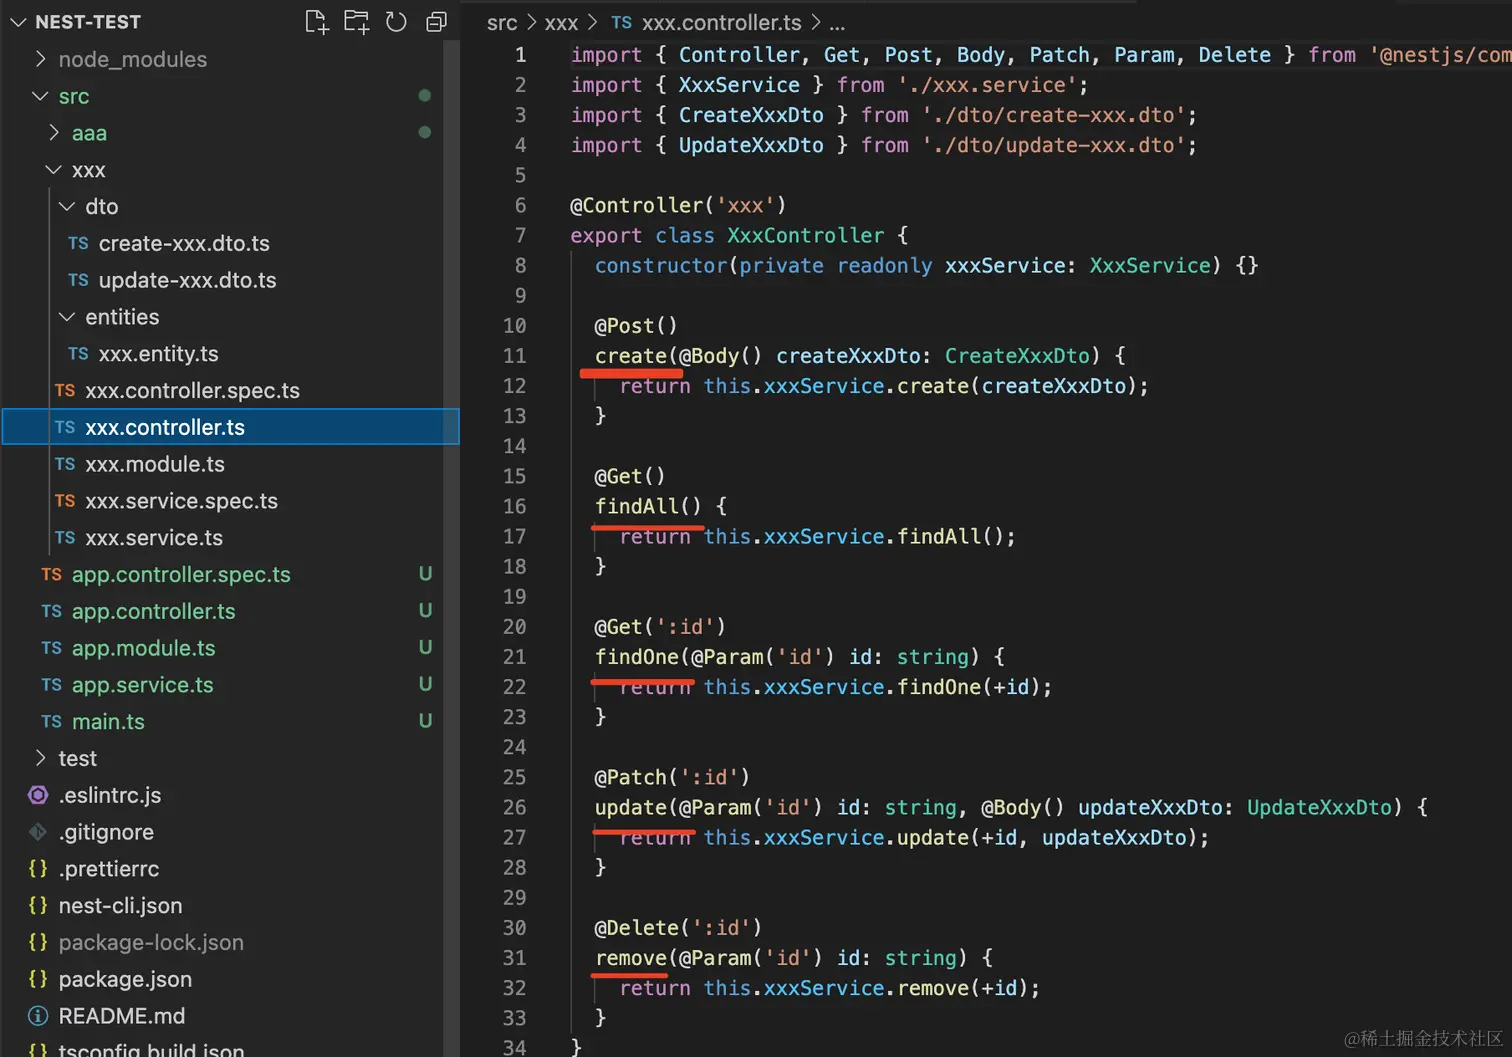 NEST-TEST
node_modules
src
aaa
xxx
dto
TS create-xxx.dto.ts
TS update-xxx.dto.ts
entities
TS xxx.entity.ts
TS xxx.controller.spec.ts
TS xxx.controller.ts
TS xxx.module.ts
TS xxx.service.spec.ts
TS xxx.service.ts
TS app.controller.spec.ts U
TS app.controller.ts U
TS app.module.ts U
TS app.service.ts U
TS main.ts U
test
.eslintrc.js
.gitignore
{} .prettierrc
{} nest-cli.json
{} package-lock.json
{} package.json
README.md
{} tsconfig.build.json
src > xxx > TS xxx.controller.ts > ...
1 import { Controller, Get, Post, Body, Patch, Param, Delete } from '@nestjs/com
2 import { XxxService } from './xxx.service';
3 import { CreateXxxDto } from './dto/create-xxx.dto';
4 import { UpdateXxxDto } from './dto/update-xxx.dto';
5
6 @Controller('xxx')
7 export class XxxController {
8 constructor(private readonly xxxService: XxxService) {}
9
10 @Post()
11 create(@Body() createXxxDto: CreateXxxDto) {
12 return this.xxxService.create(createXxxDto);
13 }
14
15 @Get()
16 findAll() {
17 return this.xxxService.findAll();
18 }
19
20 @Get(':id')
21 findOne(@Param('id') id: string) {
22 return this.xxxService.findOne(+id);
23 }
24
25 @Patch(':id')
26 update(@Param('id') id: string, @Body() updateXxxDto: UpdateXxxDto) {
27 return this.xxxService.update(+id, updateXxxDto);
28 }
29
30 @Delete(':id')
31 remove(@Param('id') id: string) {
32 return this.xxxService.remove(+id);
33 }
34 }
@稀土掘金技术社区